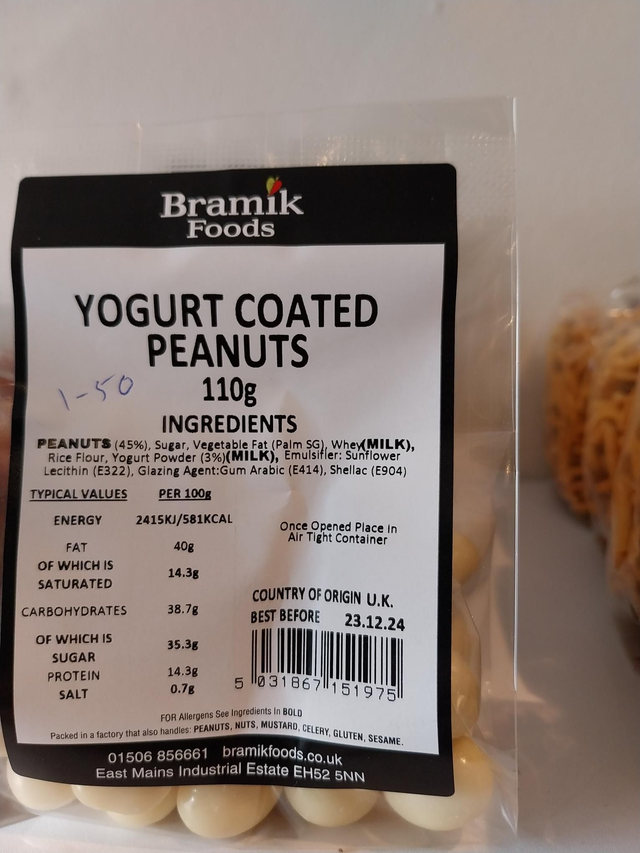 Bramik
Foods
YOGURT COATED
PEANUTS
1-50
110g
INGREDIENTS
PEANUTS (45%), Sugar, Vegetable Fat (Palm SG), Whey(MILK),
Rice Flour, Yogurt Powder (3%)(MILK), Emulsifier: Sunflower
Lecithin (E322), Glazing Agent:Gum Arabic (E414), Shellac (E904)
TYPICAL VALUES PER 100g
ENERGY 2415KJ/581KCAL
FAT 40g
OF WHICH IS
SATURATED 14.3g
CARBOHYDRATES 38.7g
OF WHICH IS
SUGAR 35.3g
PROTEIN 14.3g
SALT 0.7g
Once Opened Place in
Air Tight Container
COUNTRY OF ORIGIN U.K.
BEST BEFORE 23.12.24
5 031867 151975
FOR Allergens See Ingredients In BOLD
Packed in a factory that also handles: PEANUTS, NUTS, MUSTARD, CELERY, GLUTEN, SESAME.
01506 856661 bramikfoods.co.uk
East Mains Industrial Estate EH52 5NN